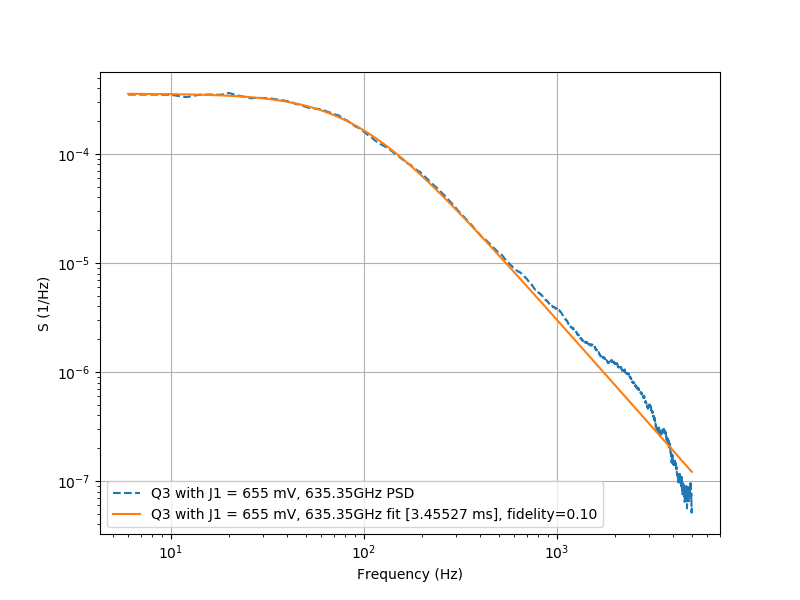 10⁻⁴
10⁻⁵
10⁻⁶
10⁻⁷
S (1/Hz)
Q3 with J1 = 655 mV, 635.35GHz PSD
Q3 with J1 = 655 mV, 635.35GHz fit [3.45527 ms], fidelity=0.10
10¹ 10² 10³
Frequency (Hz)